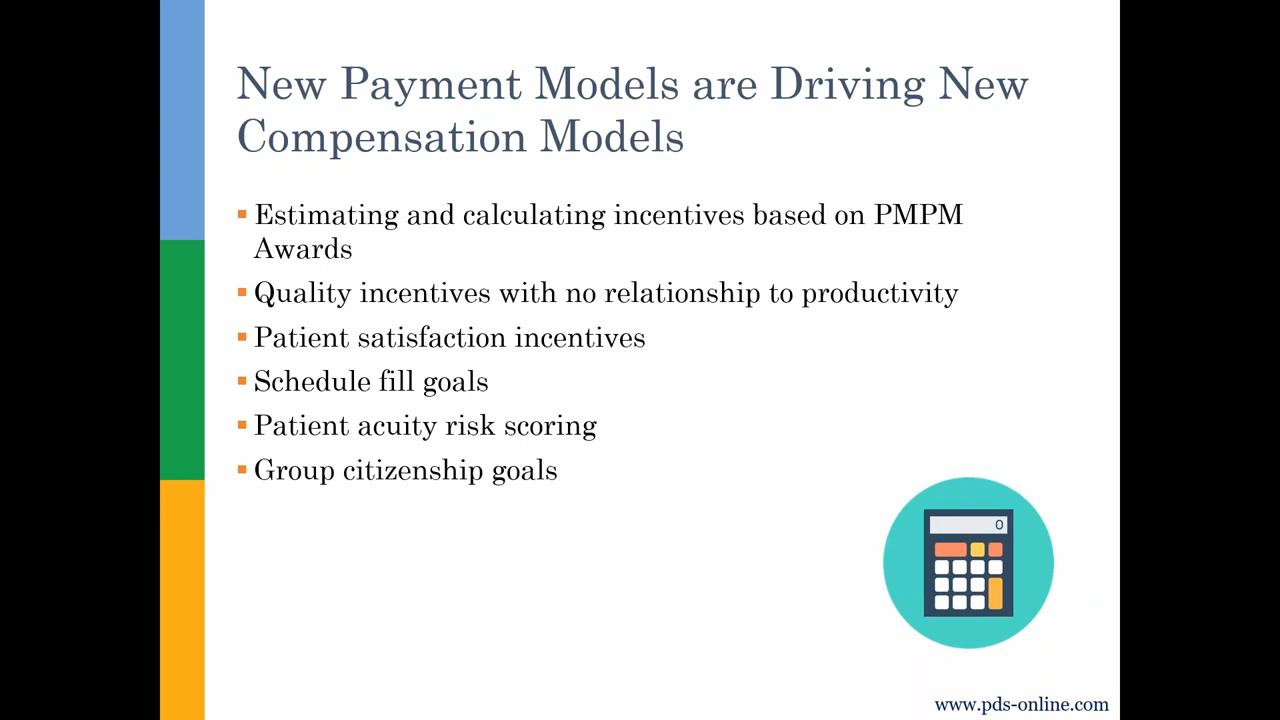 New Payment Models are Driving New
Compensation Models
▪ Estimating and calculating incentives based on PMPM
Awards
▪ Quality incentives with no relationship to productivity
▪ Patient satisfaction incentives
▪ Schedule fill goals
▪ Patient acuity risk scoring
▪ Group citizenship goals
0
www.pds-online.com